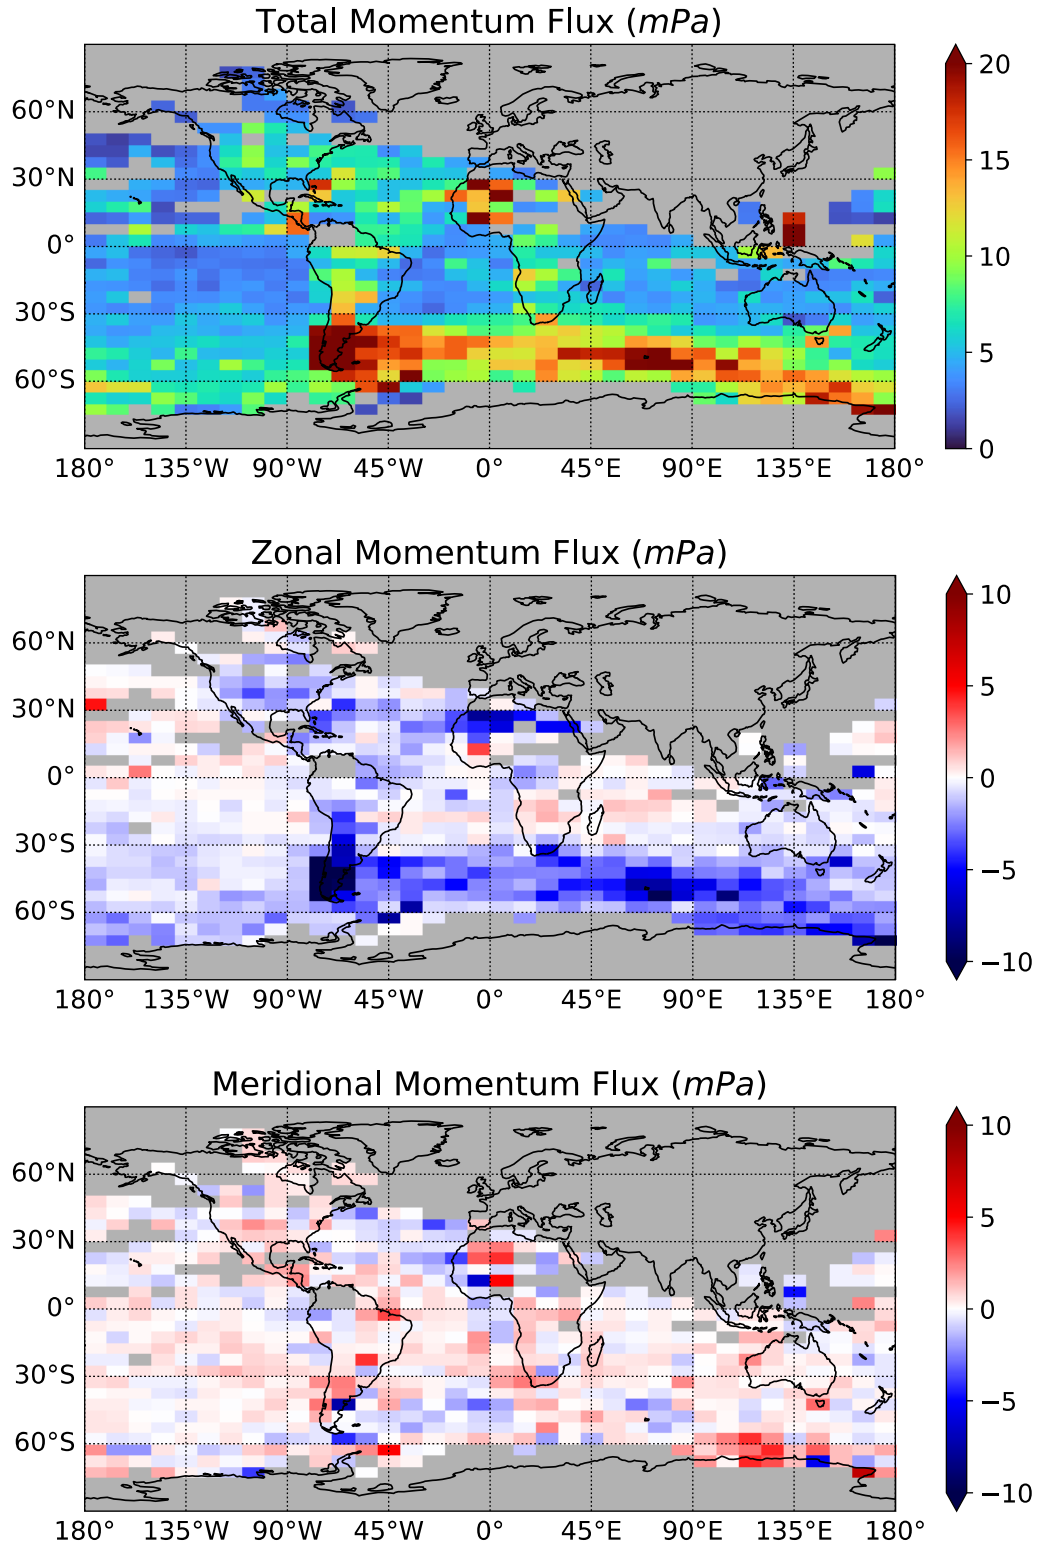 Total Momentum Flux (mPa)
60°N
30°N
0°
30°S
60°S
180° 135°W 90°W 45°W 0° 45°E 90°E 135°E 180°
20
15
10
5
0
Zonal Momentum Flux (mPa)
60°N
30°N
0°
30°S
60°S
180° 135°W 90°W 45°W 0° 45°E 90°E 135°E 180°
10
5
0
−5
−10
Meridional Momentum Flux (mPa)
60°N
30°N
0°
30°S
60°S
180° 135°W 90°W 45°W 0° 45°E 90°E 135°E 180°
10
5
0
−5
−10